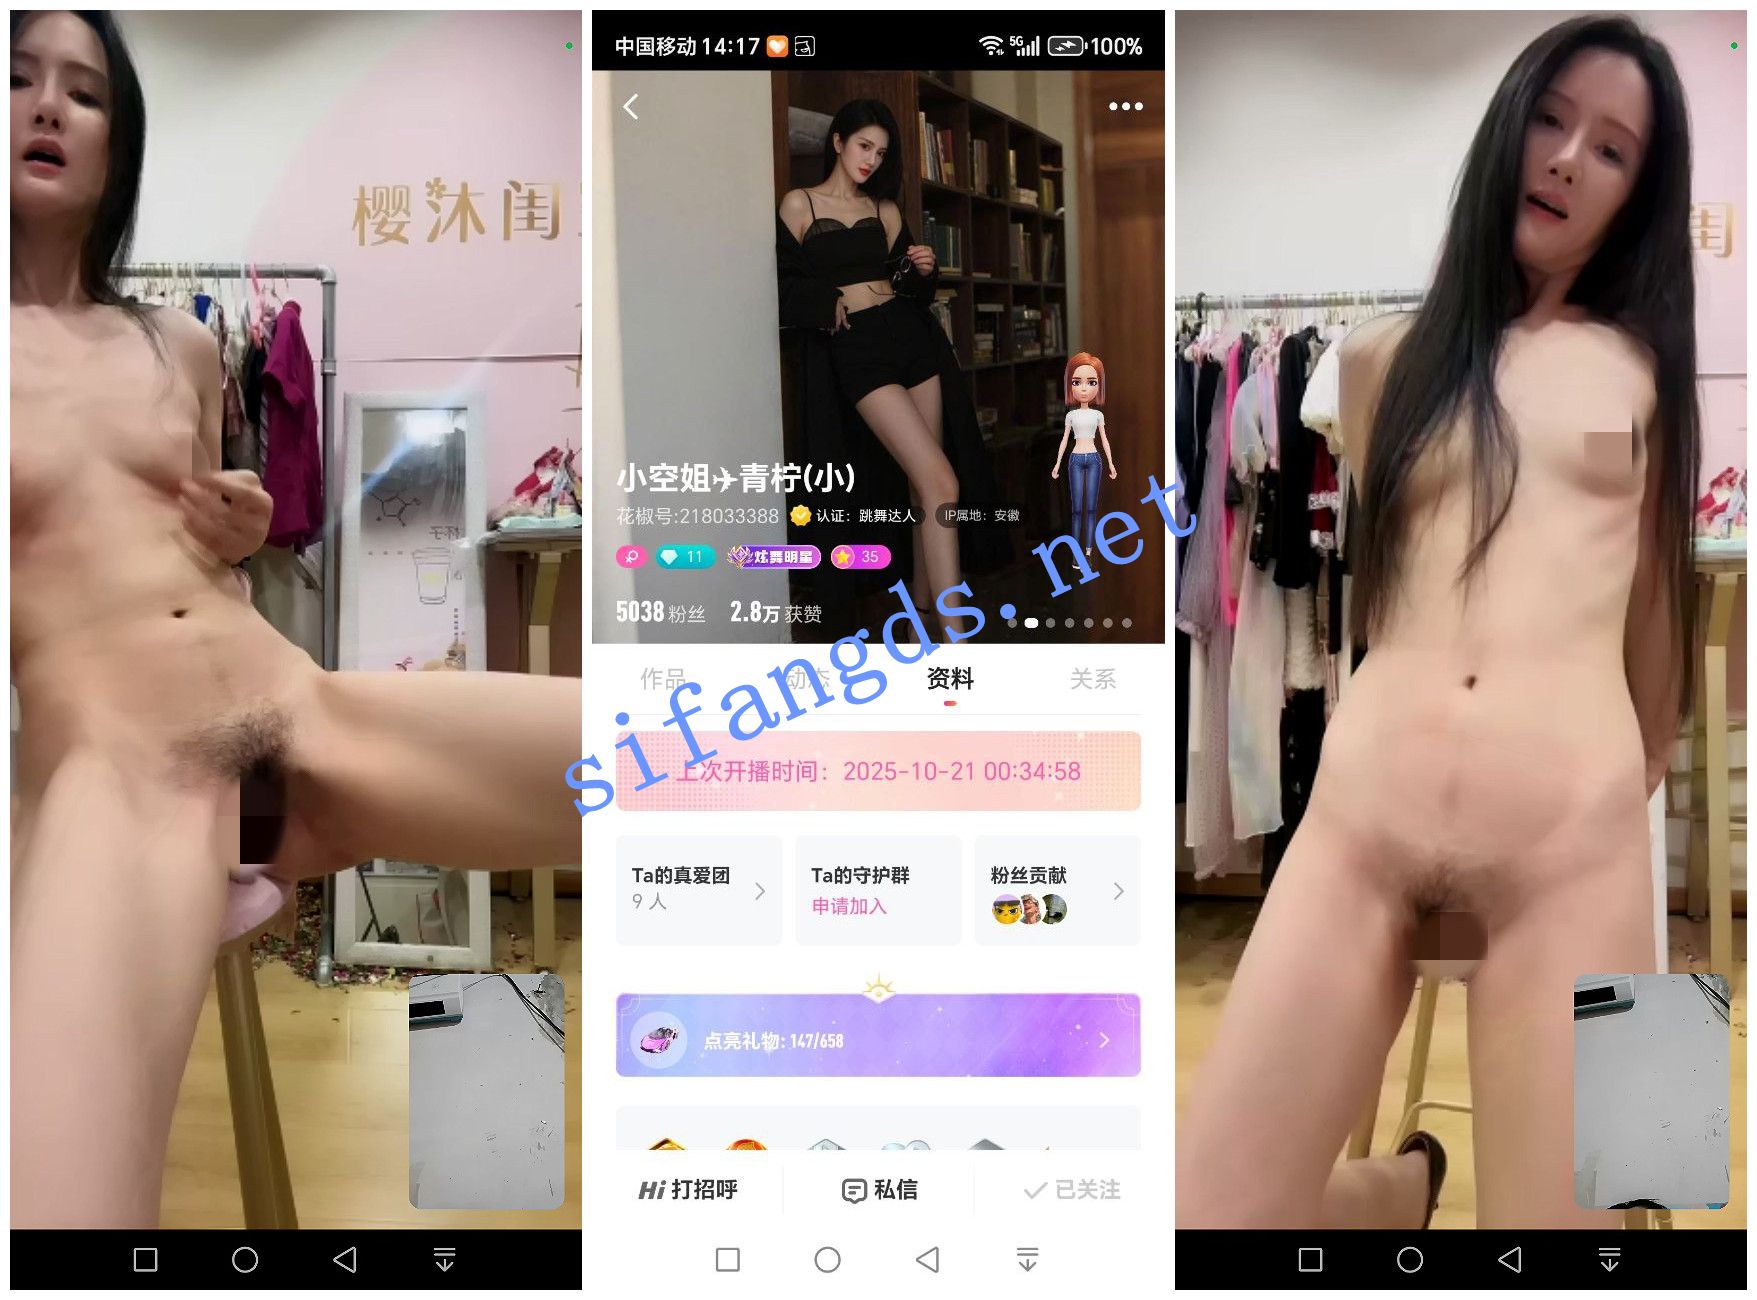 樱沐闺
中国移动 14:17
5G
100%
小空姐✈青柠(小)
花椒号:218033388
认证：跳舞达人
IP属地：安徽
11
炫舞明星
35
5038 粉丝 2.8万 获赞
作品 动态 资料 关系
上次开播时间：2025-10-21 00:34:58
Ta的真爱团
9 人
Ta的守护群
申请加入
粉丝贡献
点亮礼物: 147/658
Hi 打招呼
私信
已关注
闺
sifangds.net